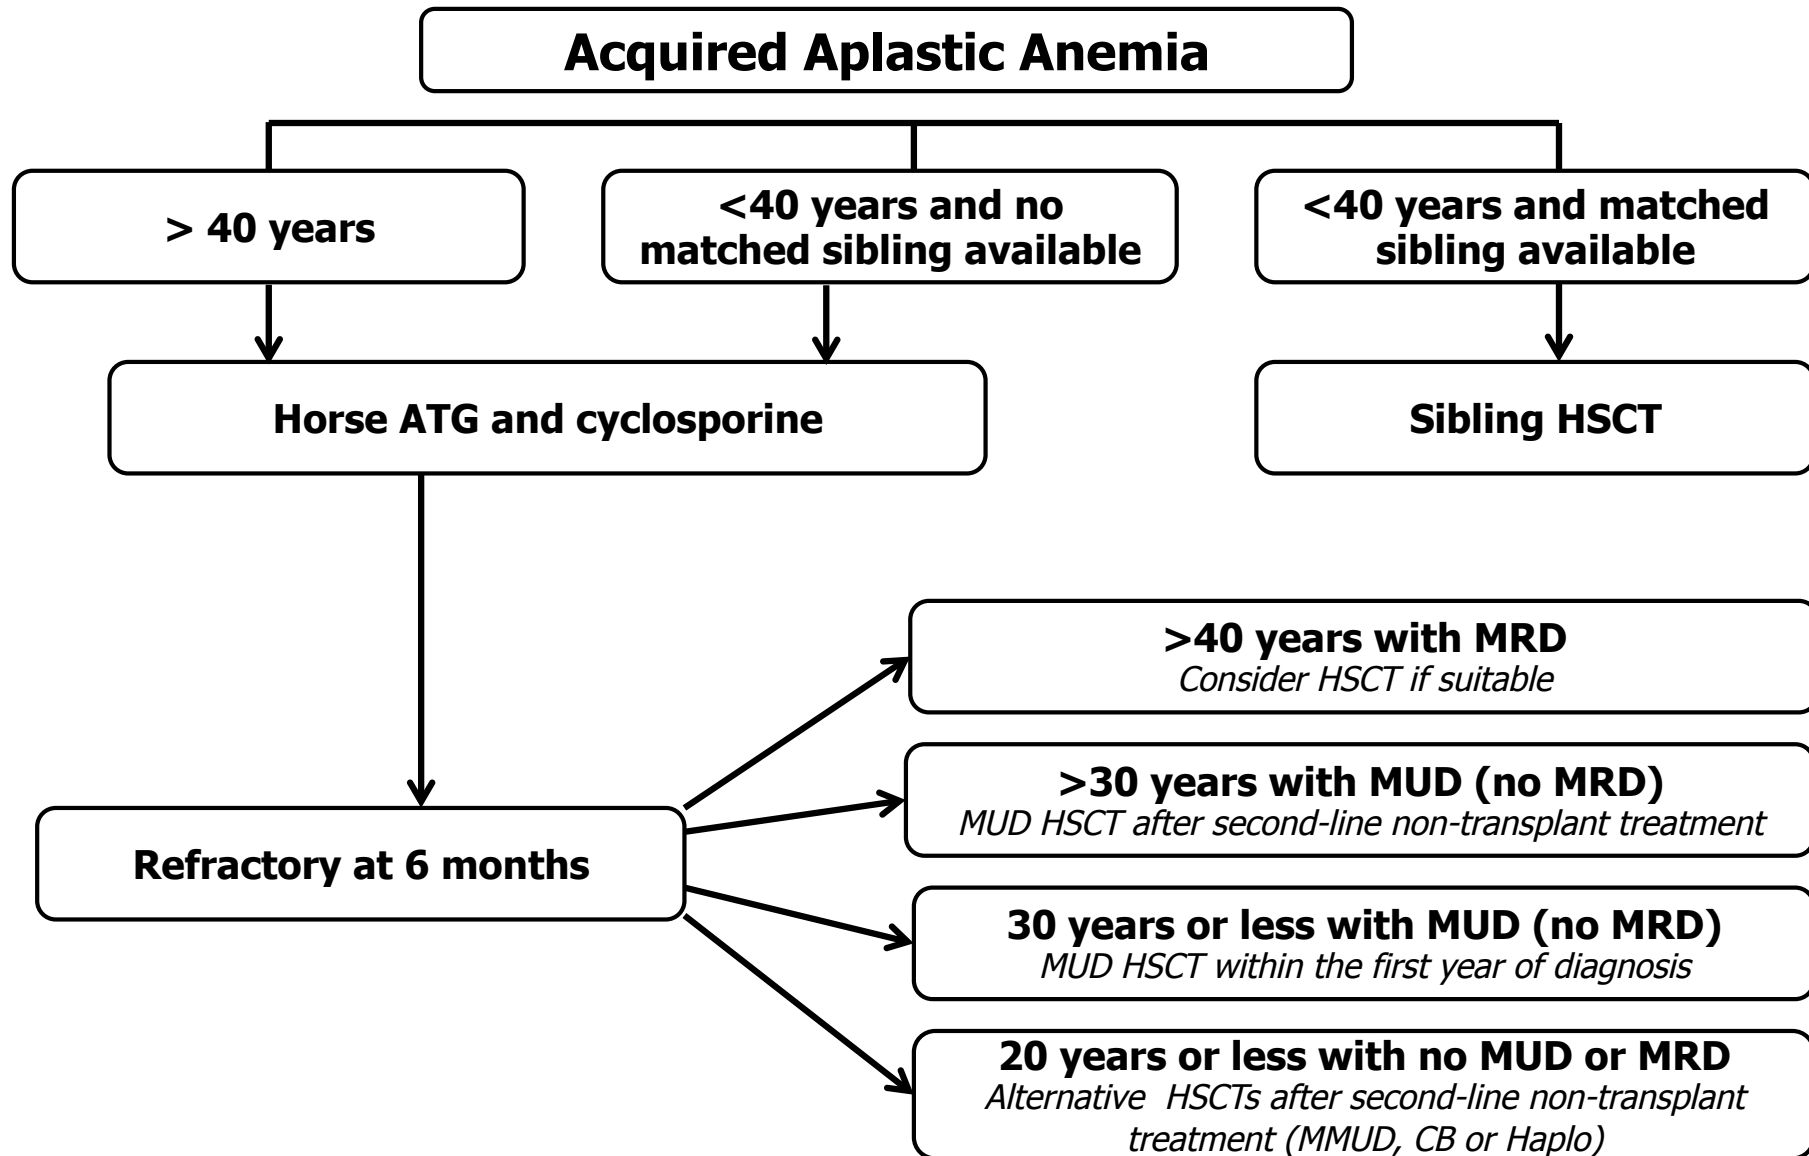 Acquired Aplastic Anemia
> 40 years
<40 years and no
matched sibling available
<40 years and matched
sibling available
Horse ATG and cyclosporine
Sibling HSCT
>40 years with MRD
Consider HSCT if suitable
>30 years with MUD (no MRD)
MUD HSCT after second-line non-transplant treatment
Refractory at 6 months
30 years or less with MUD (no MRD)
MUD HSCT within the first year of diagnosis
20 years or less with no MUD or MRD
Alternative HSCTs after second-line non-transplant
treatment (MMUD, CB or Haplo)